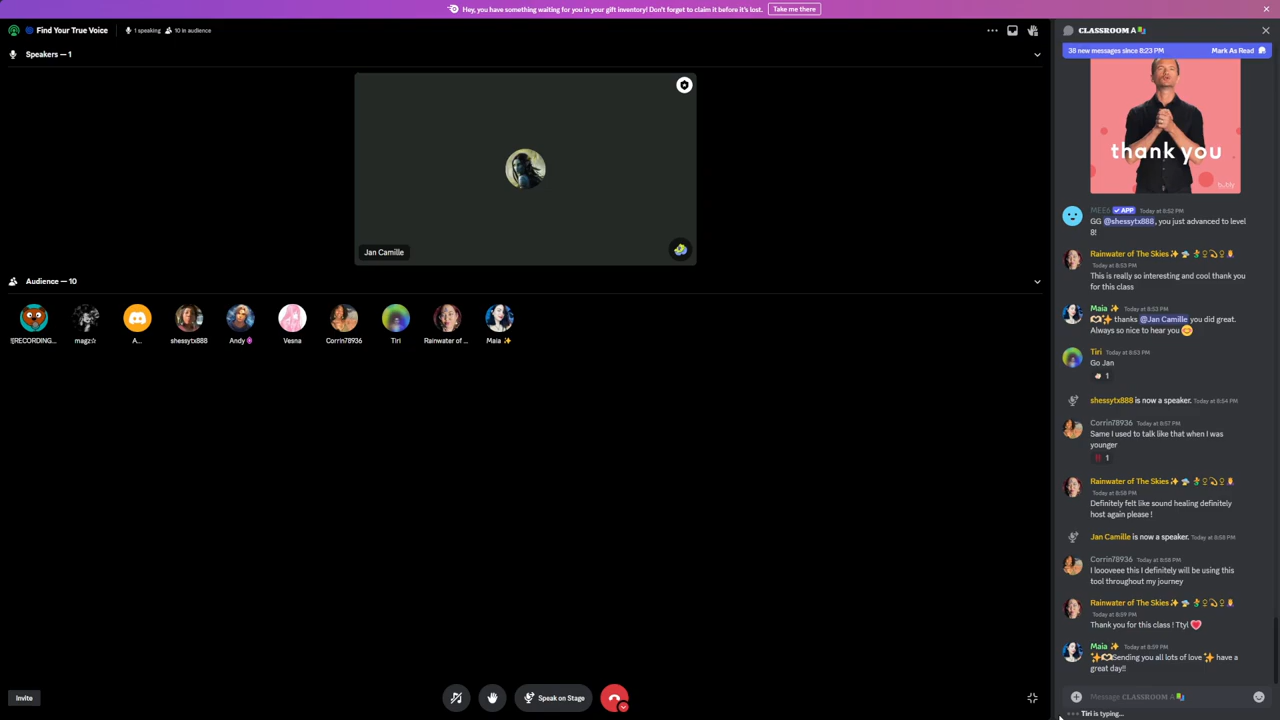 Hey, you have something waiting for you in your gift inventory! Don't forget to claim it before it's lost. Take me there
Find Your True Voice 1 speaking 10 in audience
Speakers — 1
Jan Camille
Audience — 10
![RECORDING... magz☆ A... shessytx888 Andy Vesna Corrin78936 Tiri Rainwater of ... Maia ✨
Invite
Speak on Stage
CLASSROOM A
38 new messages since 8:23 PM Mark As Read
thank you
MEE6 ✓ APP Today at 8:52 PM
GG @shessytx888, you just advanced to level
8!
Rainwater of The Skies✨
Today at 8:53 PM
This is really so interesting and cool thank you
for this class
Maia ✨ Today at 8:53 PM
thanks @Jan Camille you did great.
Always so nice to hear you 😊
Tiri Today at 8:53 PM
Go Jan
1
shessytx888 is now a speaker. Today at 8:54 PM
Corrin78936 Today at 8:57 PM
Same I used to talk like that when I was
younger
‼ 1
Rainwater of The Skies✨
Today at 8:58 PM
Definitely felt like sound healing definitely
host again please !
Jan Camille is now a speaker. Today at 8:58 PM
Corrin78936 Today at 8:59 PM
I loooveee this I definitely will be using this
tool throughout my journey
Rainwater of The Skies✨
Today at 8:59 PM
Thank you for this class ! Ttyl
Maia ✨ Today at 8:59 PM
✨🫶Sending you all lots of love ✨ have a
great day!!
Message CLASSROOM A
Tiri is typing...